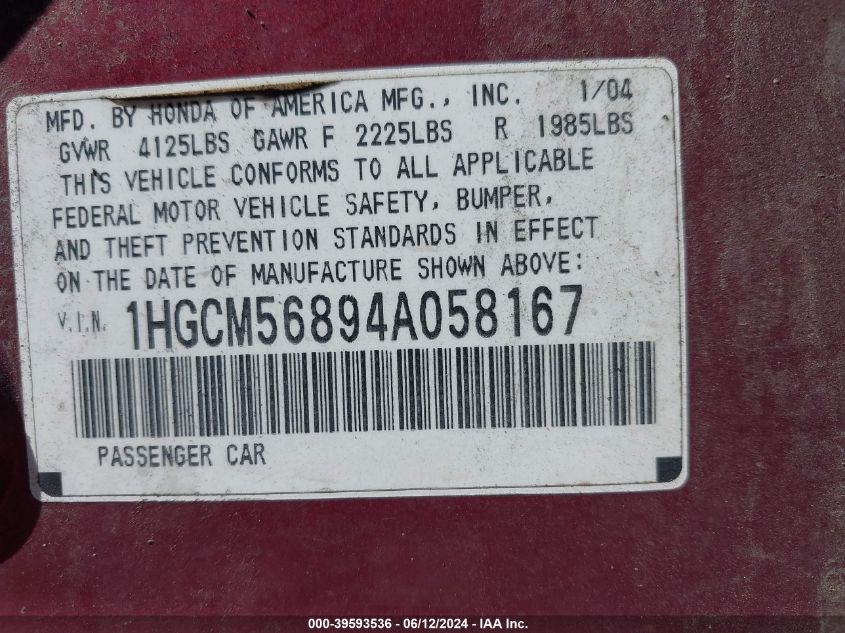 MFD. BY HONDA OF AMERICA MFG., INC. 1/04
GVWR 4125LBS GAWR F 2225LBS R 1985LBS
THIS VEHICLE CONFORMS TO ALL APPLICABLE
FEDERAL MOTOR VEHICLE SAFETY, BUMPER,
AND THEFT PREVENTION STANDARDS IN EFFECT
ON THE DATE OF MANUFACTURE SHOWN ABOVE:
V.I.N. 1HGCM56894A058167
PASSENGER CAR
000-39593536 - 06/12/2024 - IAA Inc.